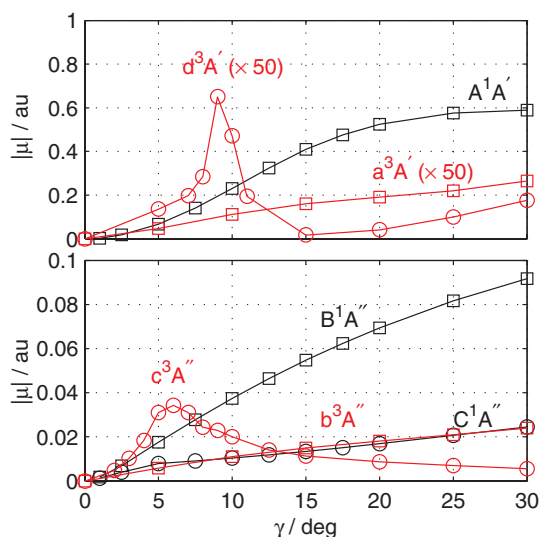 1
d³A′ (× 50)
0.8
A¹A′
0.6
|μ| / au
0.4
a³A′ (× 50)
0.2
0
0.1
0.08
B¹A″
0.06
c³A″
|μ| / au
0.04
b³A″
C¹A″
0.02
0
0 5 10 15 20 25 30
γ / deg